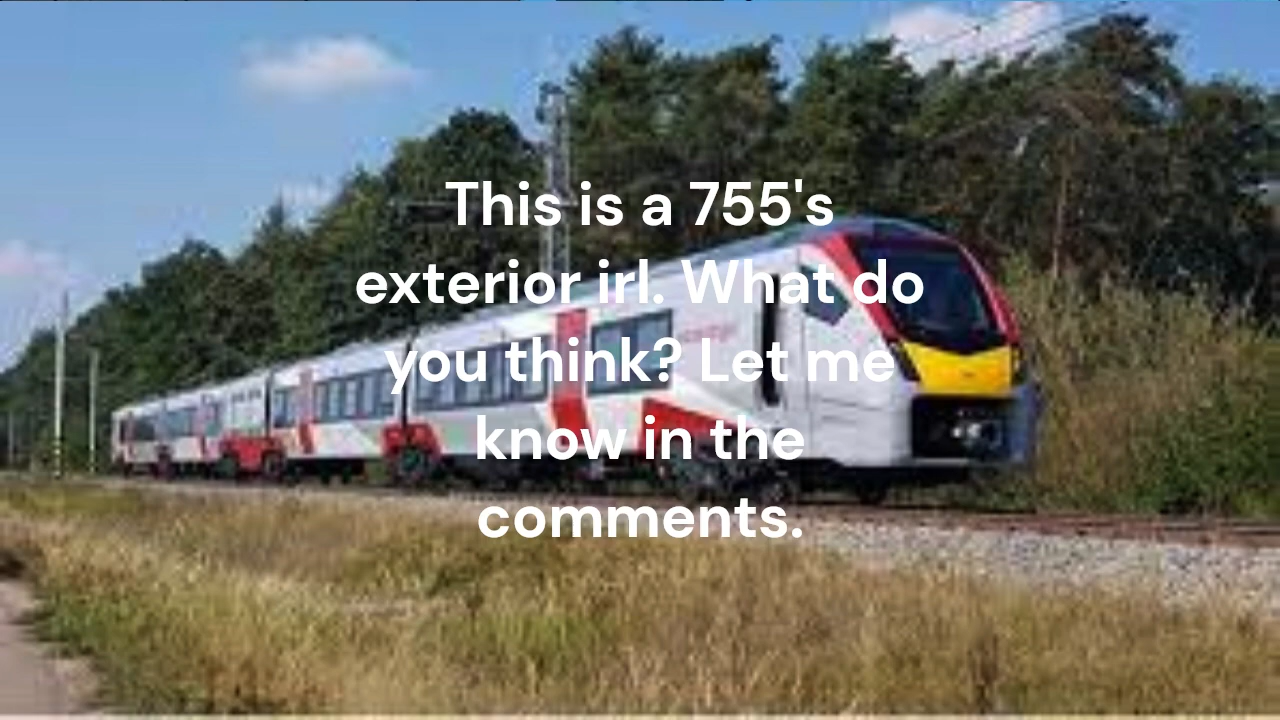 This is a 755's
exterior irl. What do
you think? Let me
know in the
comments.